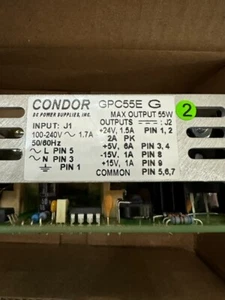 CONDOR GPC55E G
D.C. POWER SUPPLIES, INC. MAX OUTPUT 55W
INPUT: J1 OUTPUTS ⎓ : J2
100-240V ~ 1.7A +24V, 1.5A PIN 1, 2
50/60Hz 2A PK
~ L PIN 5 +5V, 6A PIN 3, 4
~ N PIN 3 -15V, 1A PIN 8
⏚ PIN 1 +15V, 1A PIN 9
COMMON PIN 5,6,7
2